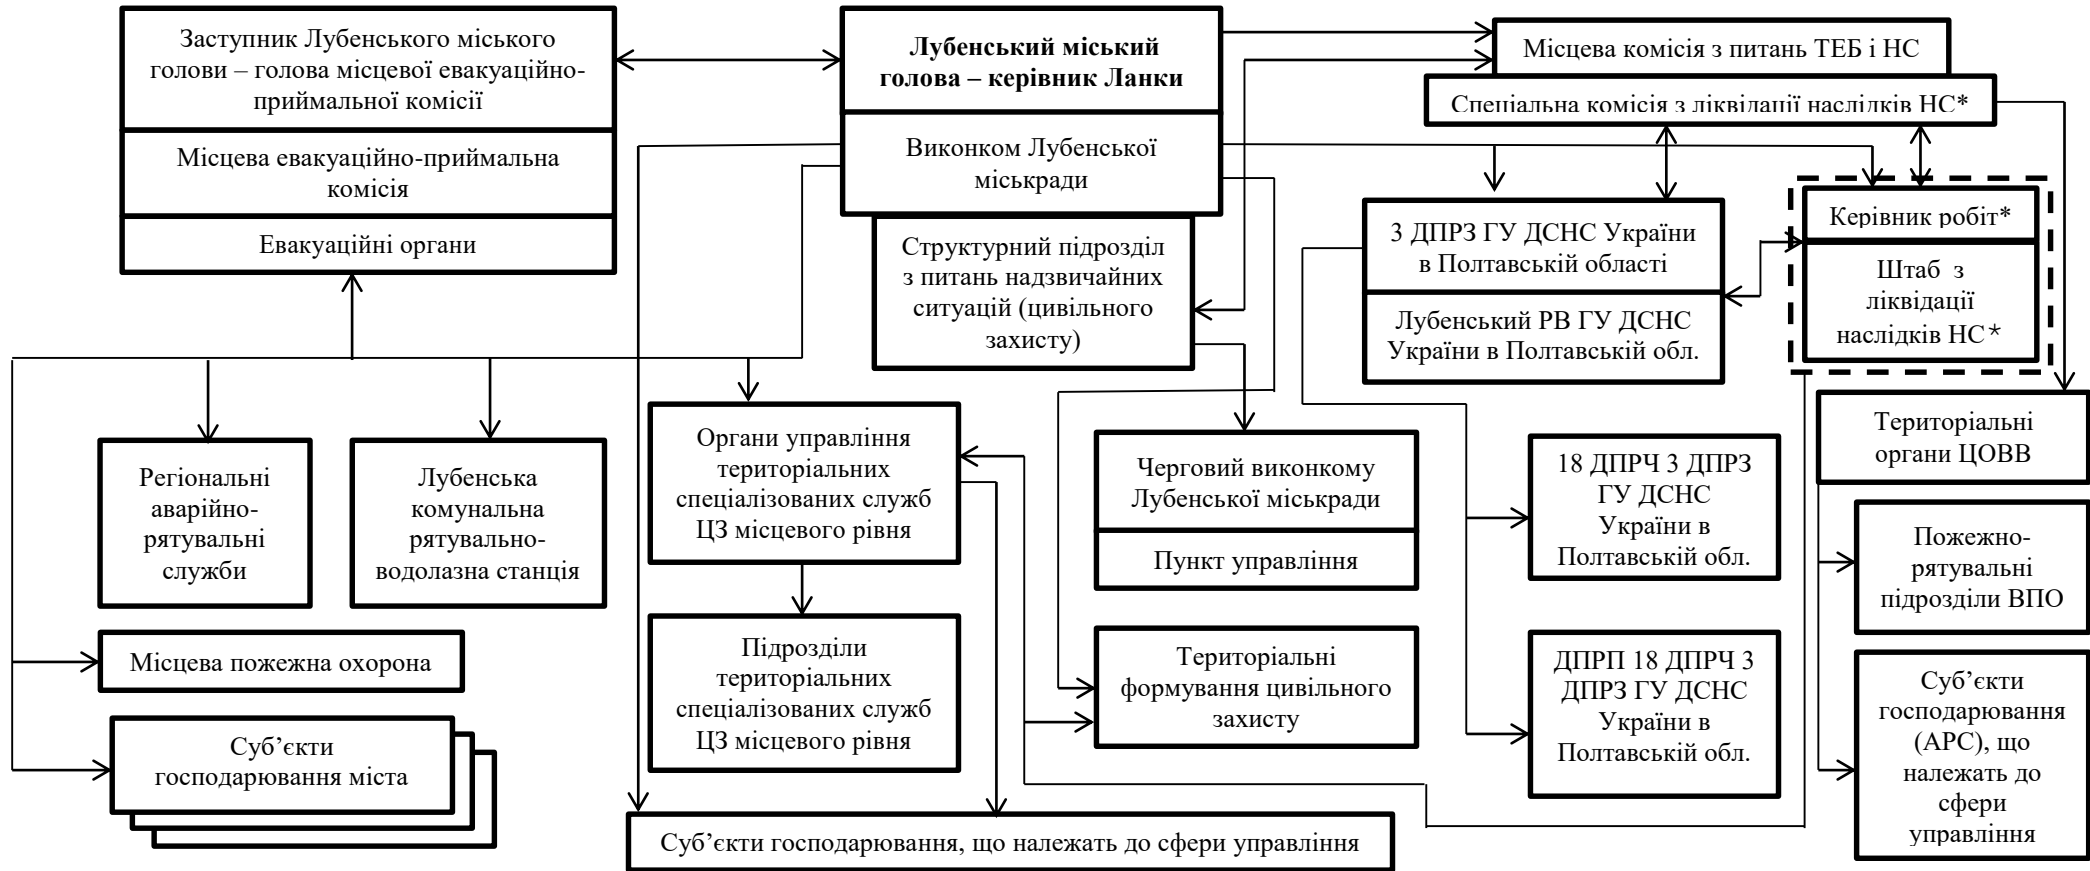 Заступник Лубенського міського
голови – голова місцевої евакуаційно-
приймальної комісії
Місцева евакуаційно-приймальна
комісія
Евакуаційні органи
Лубенський міський
голова – керівник Ланки
Виконком Лубенської
міськради
Структурний підрозділ
з питань надзвичайних
ситуацій (цивільного
захисту)
Місцева комісія з питань ТЕБ і НС
Спеціальна комісія з ліквідації наслідків НС*
3 ДПРЗ ГУ ДСНС України
в Полтавській області
Лубенський РВ ГУ ДСНС
України в Полтавській обл.
Керівник робіт*
Штаб з
ліквідації
наслідків НС*
Регіональні
аварійно-
рятувальні
служби
Лубенська
комунальна
рятувально-
водолазна станція
Органи управління
територіальних
спеціалізованих служб
ЦЗ місцевого рівня
Черговий виконкому
Лубенської міськради
Пункт управління
18 ДПРЧ 3 ДПРЗ
ГУ ДСНС
України в
Полтавській обл.
Територіальні
органи ЦОВВ
Пожежно-
рятувальні
підрозділи ВПО
Місцева пожежна охорона
Суб’єкти
господарювання міста
Підрозділи
територіальних
спеціалізованих служб
ЦЗ місцевого рівня
Територіальні
формування цивільного
захисту
ДПРП 18 ДПРЧ 3
ДПРЗ ГУ ДСНС
України в
Полтавській обл.
Суб’єкти
господарювання
(АРС), що
належать до
сфери
управління
Суб’єкти господарювання, що належать до сфери управління